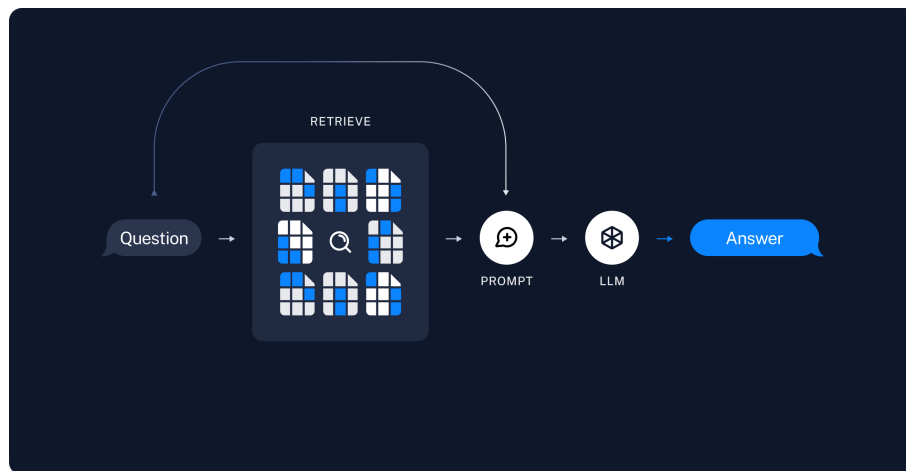 RETRIEVE
Question
Answer
PROMPT
LLM